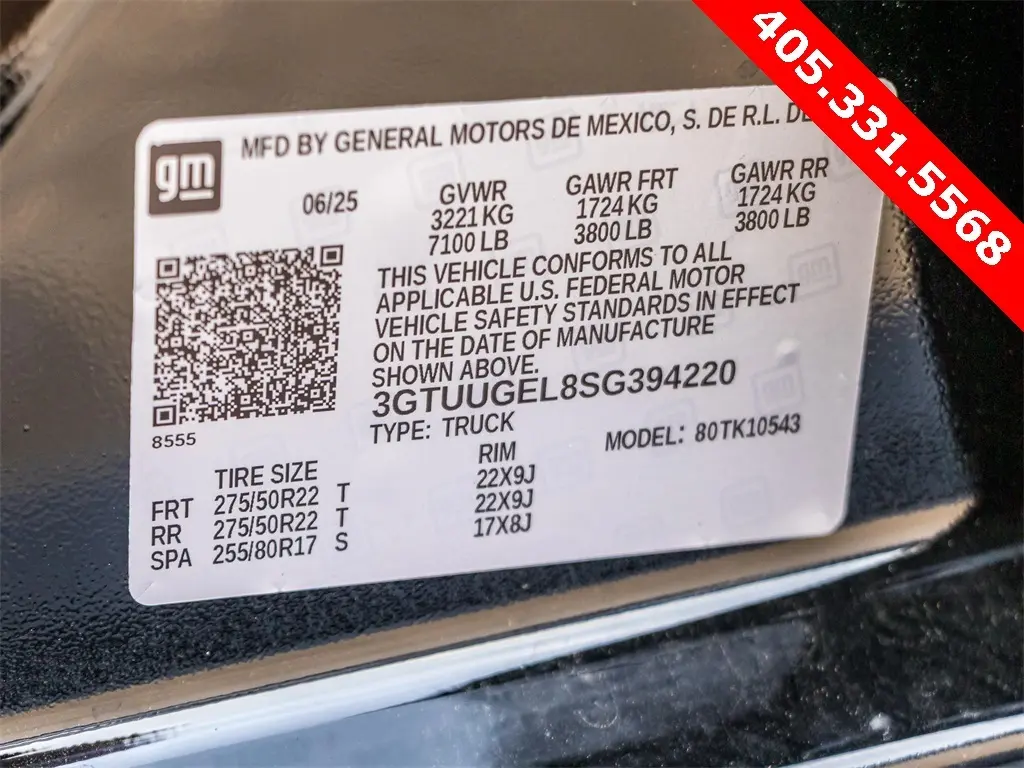 405.331.5568
MFD BY GENERAL MOTORS DE MEXICO, S. DE R.L. DE
gm
06/25
GVWR GAWR FRT GAWR RR
3221 KG 1724 KG 1724 KG
7100 LB 3800 LB 3800 LB
THIS VEHICLE CONFORMS TO ALL
APPLICABLE U.S. FEDERAL MOTOR
VEHICLE SAFETY STANDARDS IN EFFECT
ON THE DATE OF MANUFACTURE
SHOWN ABOVE.
3GTUUGEL8SG394220
8555
TYPE: TRUCK MODEL: 80TK10543
TIRE SIZE RIM
FRT 275/50R22 T 22X9J
RR 275/50R22 T 22X9J
SPA 255/80R17 S 17X8J